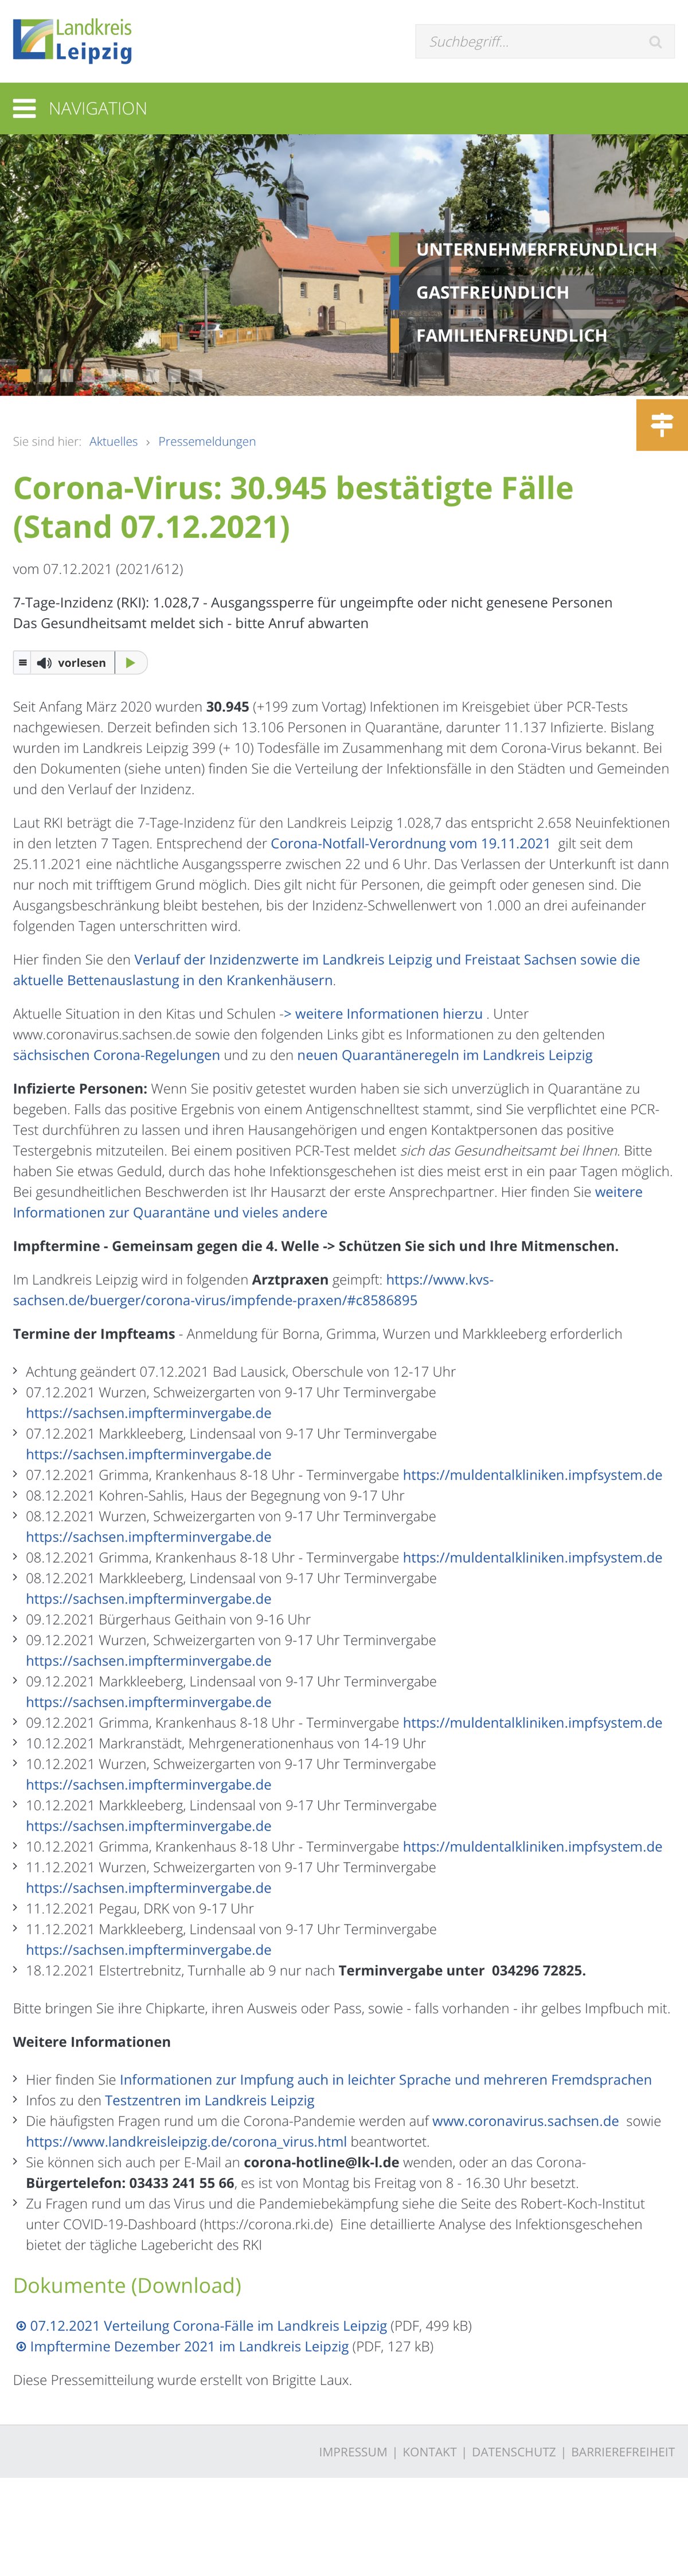 Landkreis
Leipzig
Suchbegriff...
NAVIGATION
UNTERNEHMERFREUNDLICH
GASTFREUNDLICH
FAMILIENFREUNDLICH
Sie sind hier: Aktuelles › Pressemeldungen
Corona-Virus: 30.945 bestätigte Fälle
(Stand 07.12.2021)
vom 07.12.2021 (2021/612)
7-Tage-Inzidenz (RKI): 1.028,7 - Ausgangssperre für ungeimpfte oder nicht genesene Personen
Das Gesundheitsamt meldet sich - bitte Anruf abwarten
vorlesen
Seit Anfang März 2020 wurden 30.945 (+199 zum Vortag) Infektionen im Kreisgebiet über PCR-Tests
nachgewiesen. Derzeit befinden sich 13.106 Personen in Quarantäne, darunter 11.137 Infizierte. Bislang
wurden im Landkreis Leipzig 399 (+ 10) Todesfälle im Zusammenhang mit dem Corona-Virus bekannt. Bei
den Dokumenten (siehe unten) finden Sie die Verteilung der Infektionsfälle in den Städten und Gemeinden
und den Verlauf der Inzidenz.
Laut RKI beträgt die 7-Tage-Inzidenz für den Landkreis Leipzig 1.028,7 das entspricht 2.658 Neuinfektionen
in den letzten 7 Tagen. Entsprechend der Corona-Notfall-Verordnung vom 19.11.2021 gilt seit dem
25.11.2021 eine nächtliche Ausgangssperre zwischen 22 und 6 Uhr. Das Verlassen der Unterkunft ist dann
nur noch mit trifftigem Grund möglich. Dies gilt nicht für Personen, die geimpft oder genesen sind. Die
Ausgangsbeschränkung bleibt bestehen, bis der Inzidenz-Schwellenwert von 1.000 an drei aufeinander
folgenden Tagen unterschritten wird.
Hier finden Sie den Verlauf der Inzidenzwerte im Landkreis Leipzig und Freistaat Sachsen sowie die
aktuelle Bettenauslastung in den Krankenhäusern.
Aktuelle Situation in den Kitas und Schulen -> weitere Informationen hierzu . Unter
www.coronavirus.sachsen.de sowie den folgenden Links gibt es Informationen zu den geltenden
sächsischen Corona-Regelungen und zu den neuen Quarantäneregeln im Landkreis Leipzig
Infizierte Personen: Wenn Sie positiv getestet wurden haben sie sich unverzüglich in Quarantäne zu
begeben. Falls das positive Ergebnis von einem Antigenschnelltest stammt, sind Sie verpflichtet eine PCR-
Test durchführen zu lassen und ihren Hausangehörigen und engen Kontaktpersonen das positive
Testergebnis mitzuteilen. Bei einem positiven PCR-Test meldet sich das Gesundheitsamt bei Ihnen. Bitte
haben Sie etwas Geduld, durch das hohe Infektionsgeschehen ist dies meist erst in ein paar Tagen möglich.
Bei gesundheitlichen Beschwerden ist Ihr Hausarzt der erste Ansprechpartner. Hier finden Sie weitere
Informationen zur Quarantäne und vieles andere
Impftermine - Gemeinsam gegen die 4. Welle -> Schützen Sie sich und Ihre Mitmenschen.
Im Landkreis Leipzig wird in folgenden Arztpraxen geimpft: https://www.kvs-
sachsen.de/buerger/corona-virus/impfende-praxen/#c8586895
Termine der Impfteams - Anmeldung für Borna, Grimma, Wurzen und Markkleeberg erforderlich
› Achtung geändert 07.12.2021 Bad Lausick, Oberschule von 12-17 Uhr
› 07.12.2021 Wurzen, Schweizergarten von 9-17 Uhr Terminvergabe
https://sachsen.impfterminvergabe.de
› 07.12.2021 Markkleeberg, Lindensaal von 9-17 Uhr Terminvergabe
https://sachsen.impfterminvergabe.de
› 07.12.2021 Grimma, Krankenhaus 8-18 Uhr - Terminvergabe https://muldentalkliniken.impfsystem.de
› 08.12.2021 Kohren-Sahlis, Haus der Begegnung von 9-17 Uhr
› 08.12.2021 Wurzen, Schweizergarten von 9-17 Uhr Terminvergabe
https://sachsen.impfterminvergabe.de
› 08.12.2021 Grimma, Krankenhaus 8-18 Uhr - Terminvergabe https://muldentalkliniken.impfsystem.de
› 08.12.2021 Markkleeberg, Lindensaal von 9-17 Uhr Terminvergabe
https://sachsen.impfterminvergabe.de
› 09.12.2021 Bürgerhaus Geithain von 9-16 Uhr
› 09.12.2021 Wurzen, Schweizergarten von 9-17 Uhr Terminvergabe
https://sachsen.impfterminvergabe.de
› 09.12.2021 Markkleeberg, Lindensaal von 9-17 Uhr Terminvergabe
https://sachsen.impfterminvergabe.de
› 09.12.2021 Grimma, Krankenhaus 8-18 Uhr - Terminvergabe https://muldentalkliniken.impfsystem.de
› 10.12.2021 Markranstädt, Mehrgenerationenhaus von 14-19 Uhr
› 10.12.2021 Wurzen, Schweizergarten von 9-17 Uhr Terminvergabe
https://sachsen.impfterminvergabe.de
› 10.12.2021 Markkleeberg, Lindensaal von 9-17 Uhr Terminvergabe
https://sachsen.impfterminvergabe.de
› 10.12.2021 Grimma, Krankenhaus 8-18 Uhr - Terminvergabe https://muldentalkliniken.impfsystem.de
› 11.12.2021 Wurzen, Schweizergarten von 9-17 Uhr Terminvergabe
https://sachsen.impfterminvergabe.de
› 11.12.2021 Pegau, DRK von 9-17 Uhr
› 11.12.2021 Markkleeberg, Lindensaal von 9-17 Uhr Terminvergabe
https://sachsen.impfterminvergabe.de
› 18.12.2021 Elstertrebnitz, Turnhalle ab 9 nur nach Terminvergabe unter 034296 72825.
Bitte bringen Sie ihre Chipkarte, ihren Ausweis oder Pass, sowie - falls vorhanden - ihr gelbes Impfbuch mit.
Weitere Informationen
› Hier finden Sie Informationen zur Impfung auch in leichter Sprache und mehreren Fremdsprachen
› Infos zu den Testzentren im Landkreis Leipzig
› Die häufigsten Fragen rund um die Corona-Pandemie werden auf www.coronavirus.sachsen.de sowie
https://www.landkreisleipzig.de/corona_virus.html beantwortet.
› Sie können sich auch per E-Mail an corona-hotline@lk-l.de wenden, oder an das Corona-
Bürgertelefon: 03433 241 55 66, es ist von Montag bis Freitag von 8 - 16.30 Uhr besetzt.
› Zu Fragen rund um das Virus und die Pandemiebekämpfung siehe die Seite des Robert-Koch-Institut
unter COVID-19-Dashboard (https://corona.rki.de) Eine detaillierte Analyse des Infektionsgeschehen
bietet der tägliche Lagebericht des RKI
Dokumente (Download)
07.12.2021 Verteilung Corona-Fälle im Landkreis Leipzig (PDF, 499 kB)
Impftermine Dezember 2021 im Landkreis Leipzig (PDF, 127 kB)
Diese Pressemitteilung wurde erstellt von Brigitte Laux.
IMPRESSUM | KONTAKT | DATENSCHUTZ | BARRIEREFREIHEIT